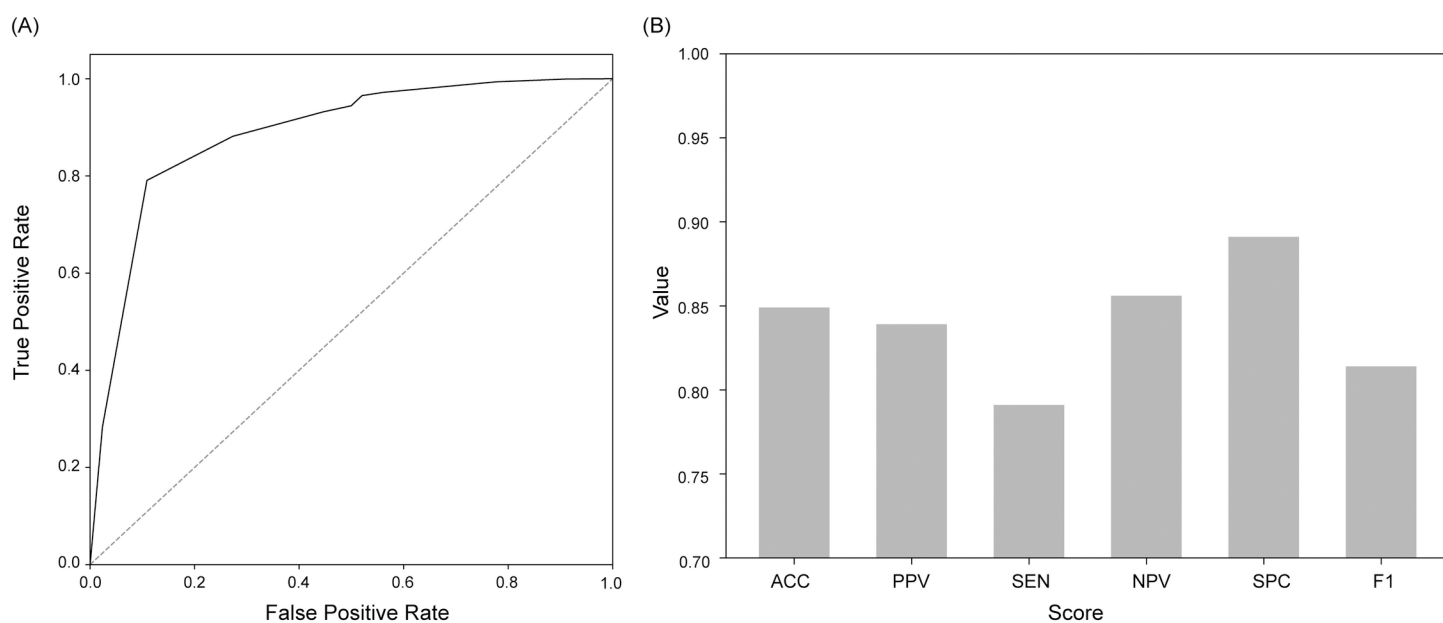 (A)
True Positive Rate
1.0
0.8
0.6
0.4
0.2
0.0
0.0 0.2 0.4 0.6 0.8 1.0
False Positive Rate
(B)
Value
1.00
0.95
0.90
0.85
0.80
0.75
0.70
ACC PPV SEN NPV SPC F1
Score